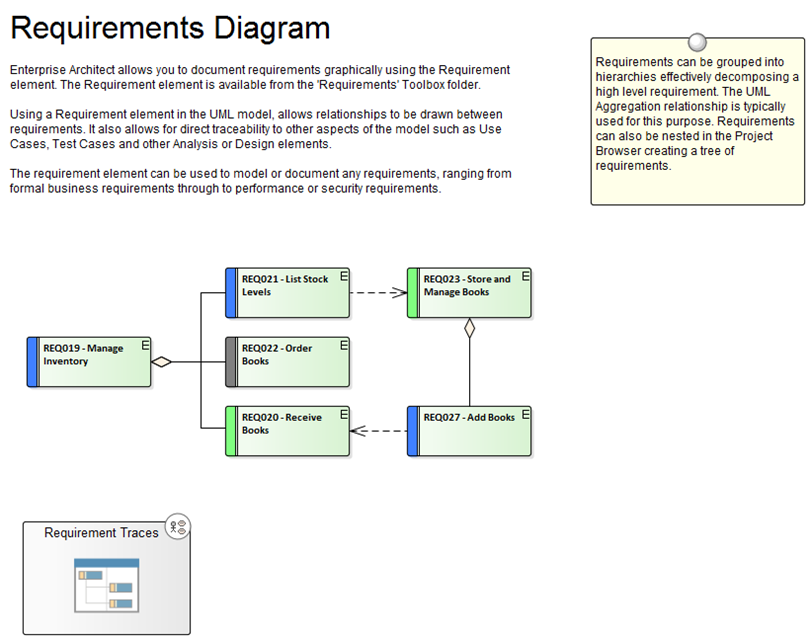 Requirements Diagram
Enterprise Architect allows you to document requirements graphically using the Requirement
element. The Requirement element is available from the 'Requirements' Toolbox folder.
Using a Requirement element in the UML model, allows relationships to be drawn between
requirements. It also allows for direct traceability to other aspects of the model such as Use
Cases, Test Cases and other Analysis or Design elements.
The requirement element can be used to model or document any requirements, ranging from
formal business requirements through to performance or security requirements.
Requirements can be grouped into
hierarchies effectively decomposing a
high level requirement. The UML
Aggregation relationship is typically
used for this purpose. Requirements
can also be nested in the Project
Browser creating a tree of
requirements.
REQ021 - List Stock
Levels
E
REQ023 - Store and
Manage Books
E
REQ019 - Manage
Inventory
E
REQ022 - Order
Books
E
REQ020 - Receive
Books
E
REQ027 - Add Books
E
Requirement Traces